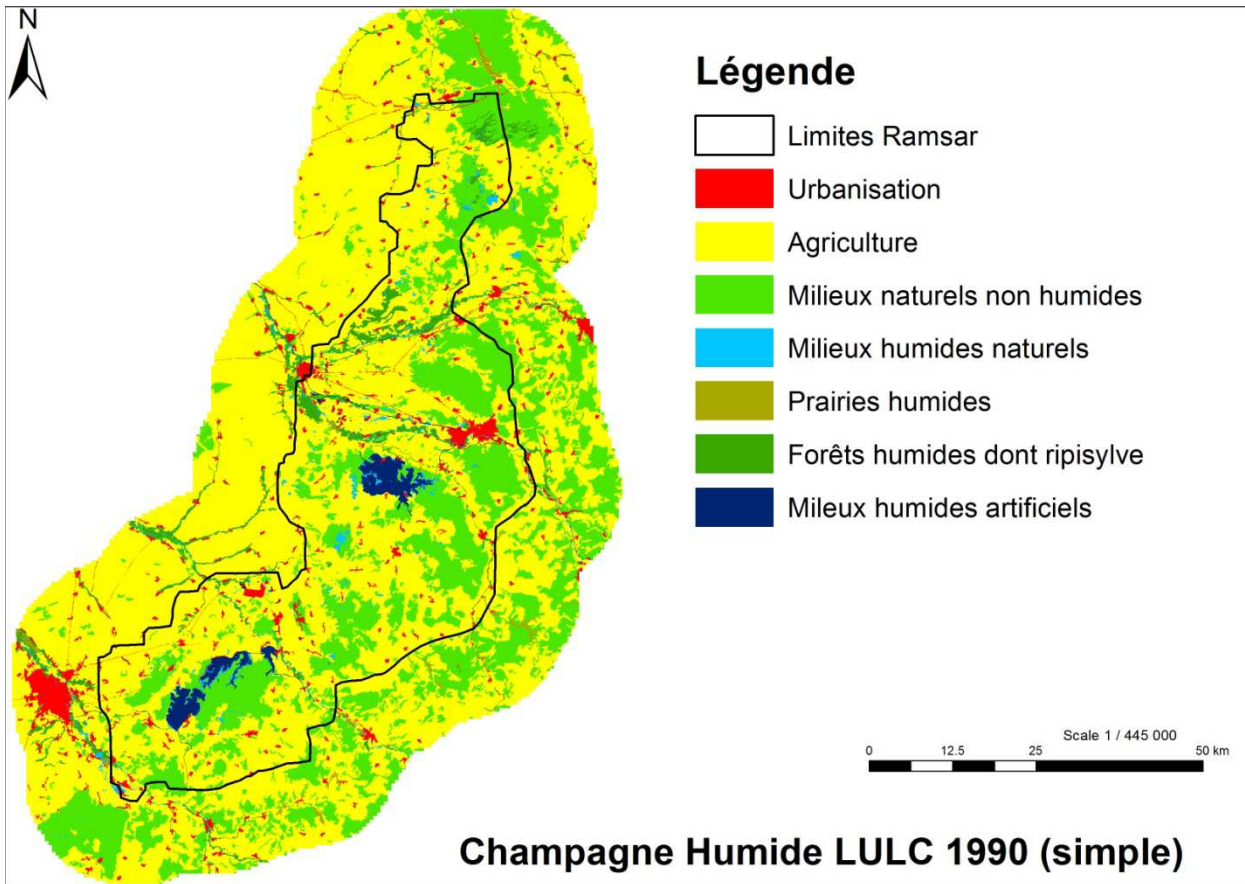 N
Légende
Limites Ramsar
Urbanisation
Agriculture
Milieux naturels non humides
Milieux humides naturels
Prairies humides
Forêts humides dont ripisylve
Mileux humides artificiels
Scale 1 / 445 000
0 12.5 25 50 km
Champagne Humide LULC 1990 (simple)